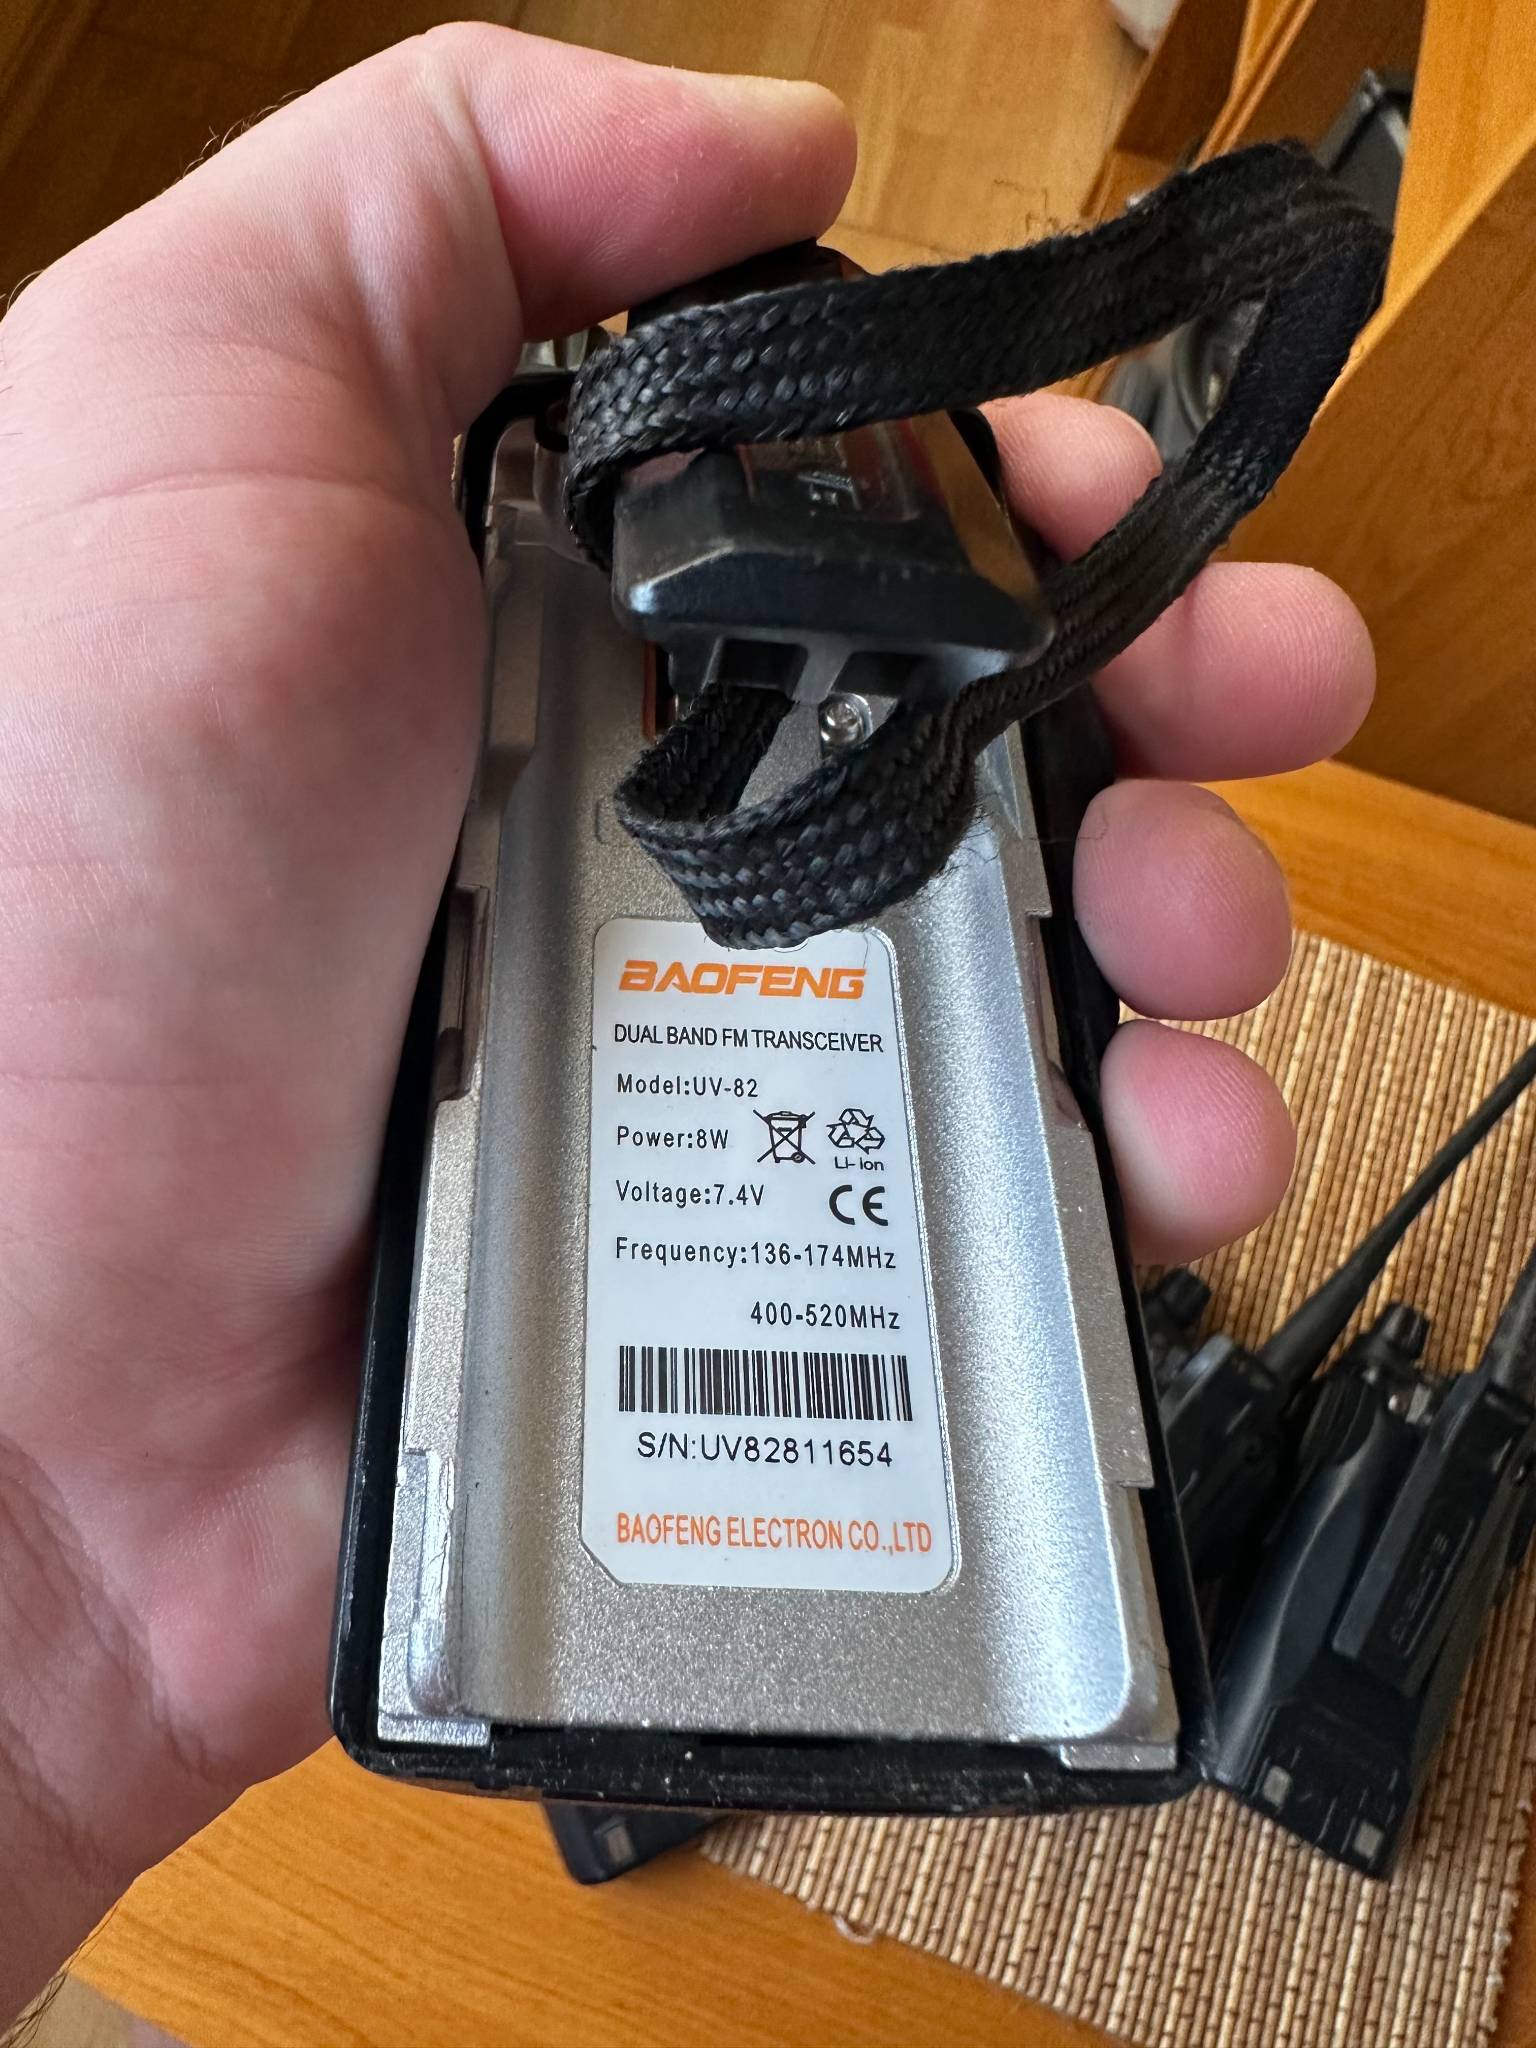 BAOFENG
DUAL BAND FM TRANSCEIVER
Model:UV-82
Power:8W
Li-ion
Voltage:7.4V
CE
Frequency:136-174MHz
400-520MHz
S/N:UV82811654
BAOFENG ELECTRON CO.,LTD